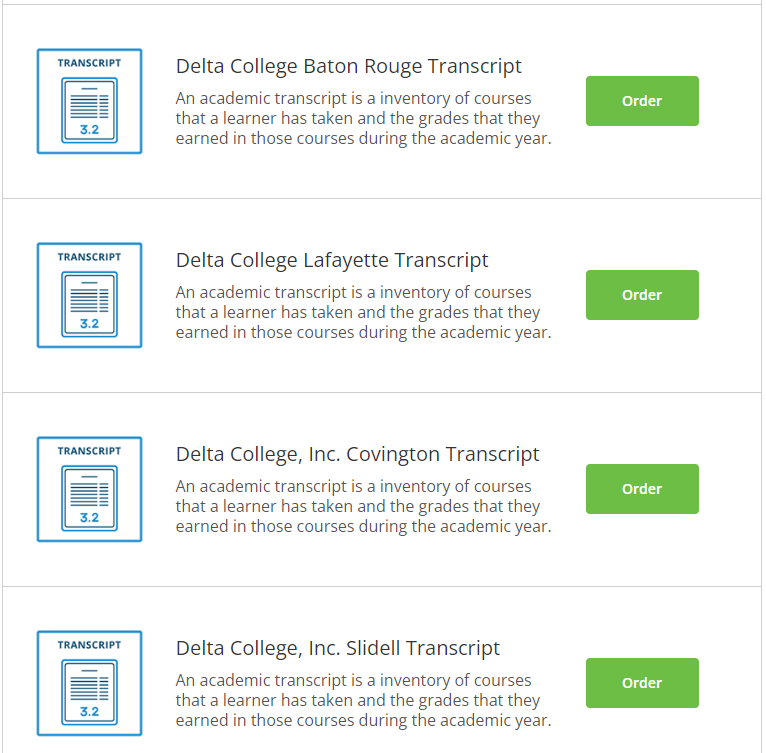 TRANSCRIPT
3.2
Delta College Baton Rouge Transcript
An academic transcript is a inventory of courses
that a learner has taken and the grades that they
earned in those courses during the academic year.
Order
TRANSCRIPT
3.2
Delta College Lafayette Transcript
An academic transcript is a inventory of courses
that a learner has taken and the grades that they
earned in those courses during the academic year.
Order
TRANSCRIPT
3.2
Delta College, Inc. Covington Transcript
An academic transcript is a inventory of courses
that a learner has taken and the grades that they
earned in those courses during the academic year.
Order
TRANSCRIPT
3.2
Delta College, Inc. Slidell Transcript
An academic transcript is a inventory of courses
that a learner has taken and the grades that they
earned in those courses during the academic year.
Order